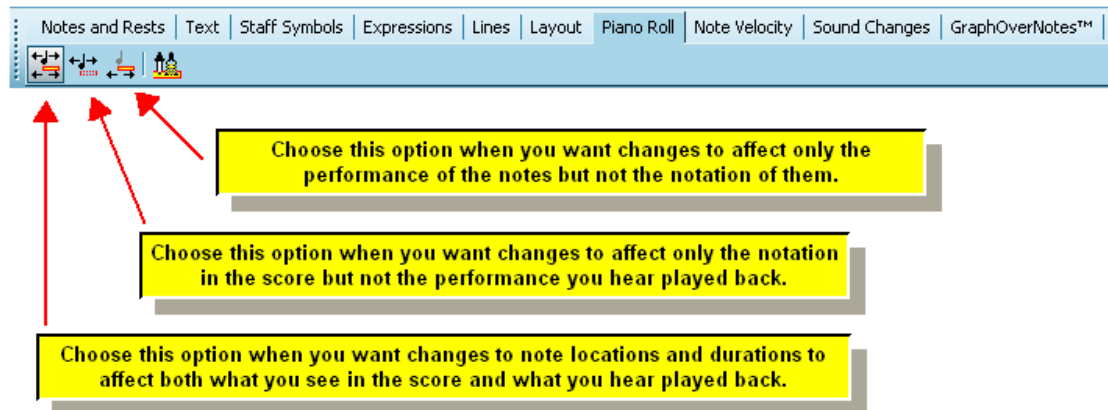 Notes and Rests Text Staff Symbols Expressions Lines Layout Piano Roll Note Velocity Sound Changes GraphOverNotes™
Choose this option when you want changes to affect only the
performance of the notes but not the notation of them.
Choose this option when you want changes to affect only the notation
in the score but not the performance you hear played back.
Choose this option when you want changes to note locations and durations to
affect both what you see in the score and what you hear played back.